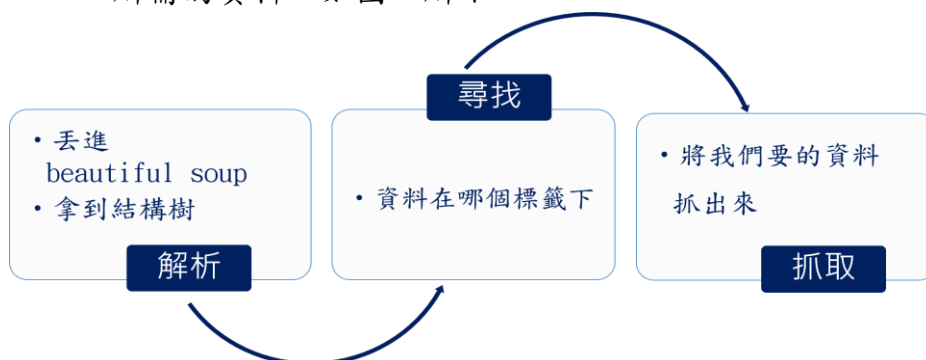 尋找
・丟進
beautiful soup
・拿到結構樹
解析
・資料在哪個標籤下
・將我們要的資料
抓出來
抓取